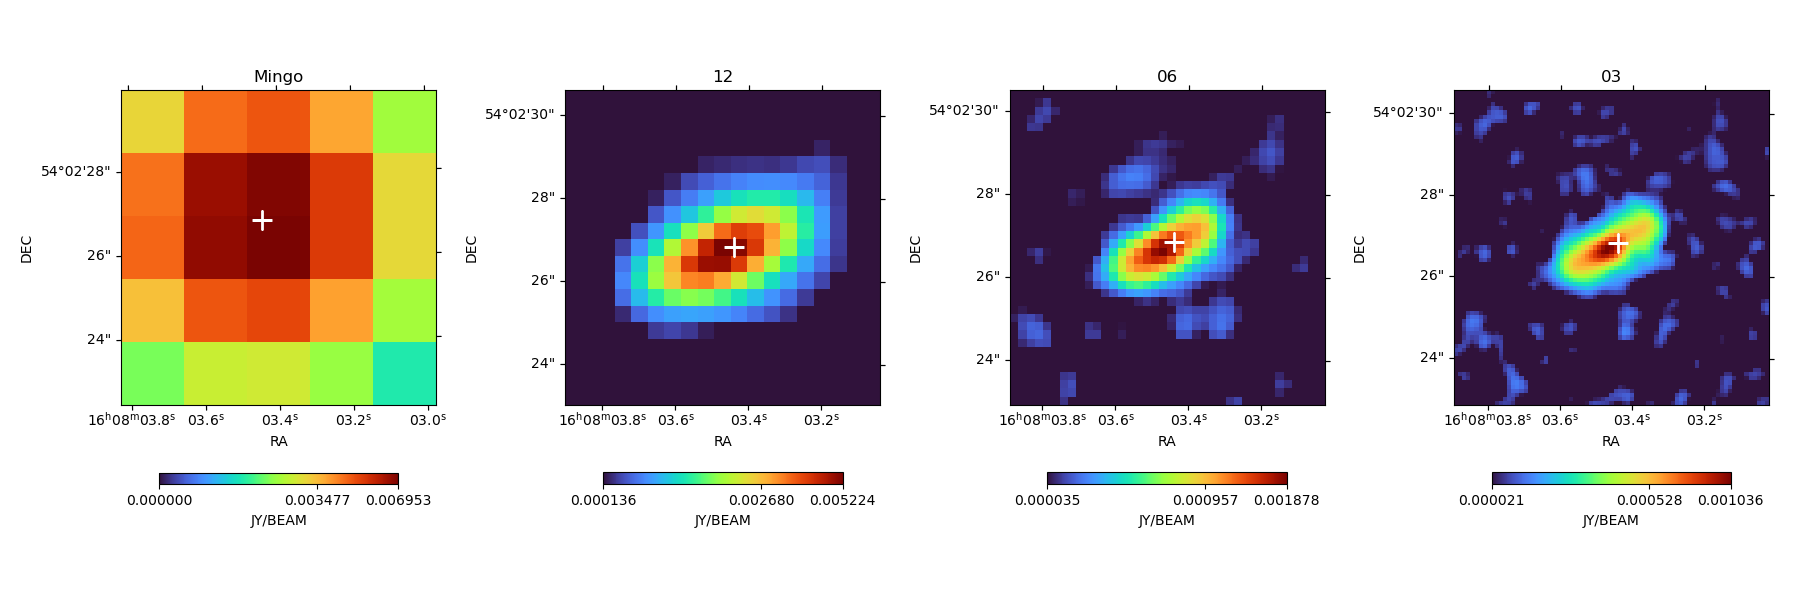 Mingo
54°02'28"
26"
24"
DEC
16ʰ08ᵐ03.8ˢ 03.6ˢ 03.4ˢ 03.2ˢ 03.0ˢ
RA
0.000000 0.003477 0.006953
JY/BEAM
12
54°02'30"
28"
26"
24"
DEC
16ʰ08ᵐ03.8ˢ 03.6ˢ 03.4ˢ 03.2ˢ
RA
0.000136 0.002680 0.005224
JY/BEAM
06
54°02'30"
28"
26"
24"
DEC
16ʰ08ᵐ03.8ˢ 03.6ˢ 03.4ˢ 03.2ˢ
RA
0.000035 0.000957 0.001878
JY/BEAM
03
54°02'30"
28"
26"
24"
DEC
16ʰ08ᵐ03.8ˢ 03.6ˢ 03.4ˢ 03.2ˢ
RA
0.000021 0.000528 0.001036
JY/BEAM